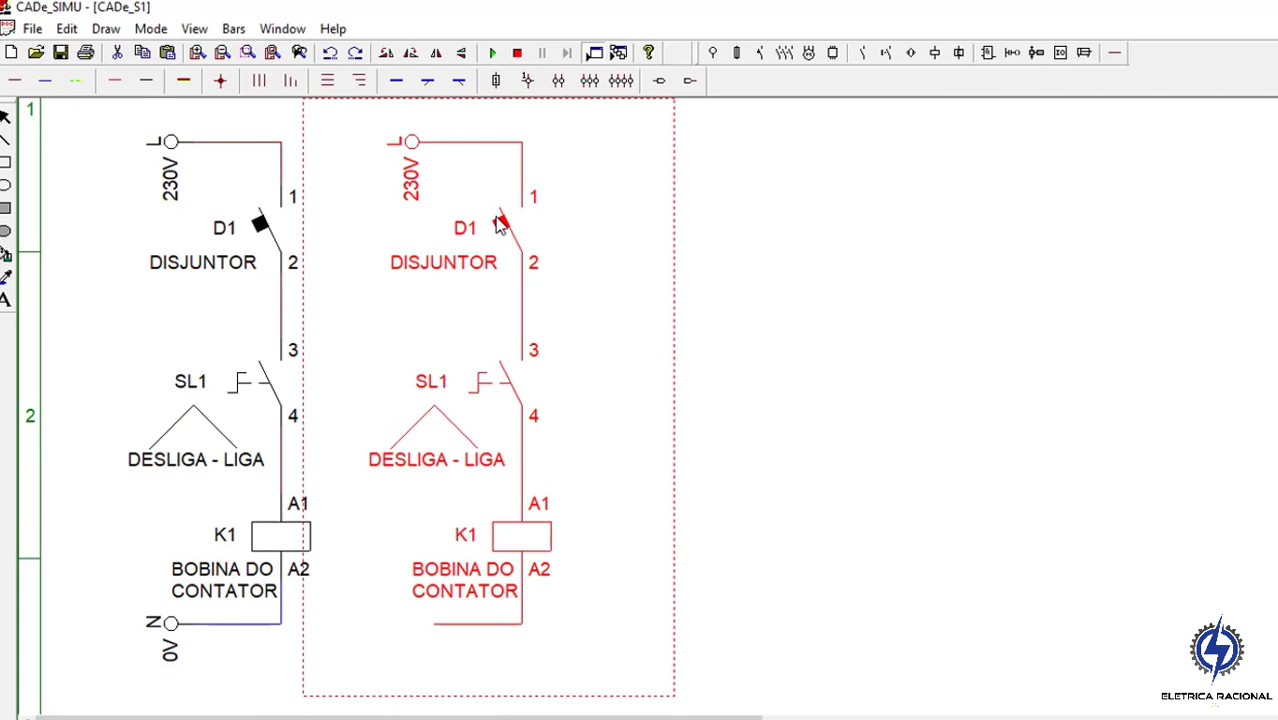 CADe_SIMU - [CADe_S1]
File Edit Draw Mode View Bars Window Help
1
2
L
230V
1
D1
DISJUNTOR
2
3
SL1
4
DESLIGA - LIGA
A1
K1
BOBINA DO
CONTATOR
A2
N
0V
L
230V
1
D1
DISJUNTOR
2
3
SL1
4
DESLIGA - LIGA
A1
K1
BOBINA DO
CONTATOR
A2
A
ELETRICA RACIONAL